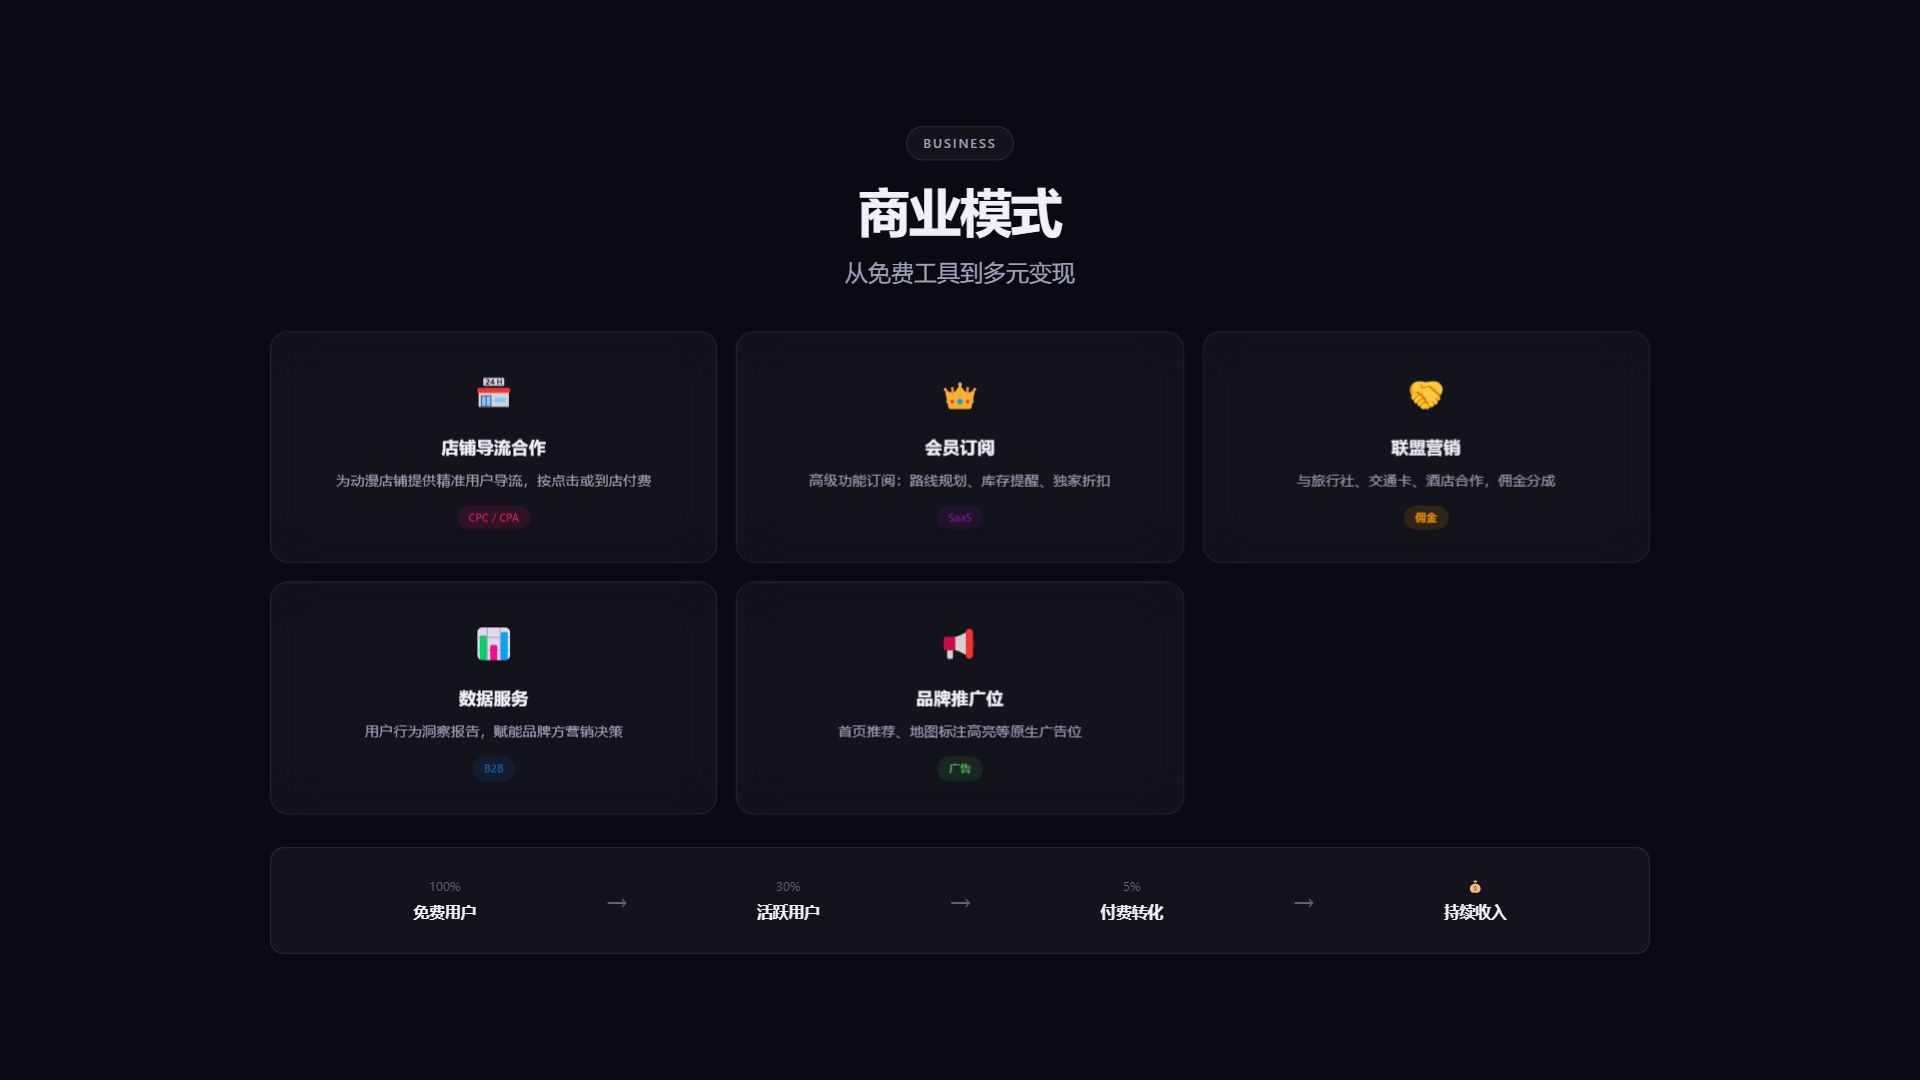 BUSINESS
商业模式
从免费工具到多元变现
24H
店铺导流合作
为动漫店铺提供精准用户导流，按点击或到店付费
CPC / CPA
会员订阅
高级功能订阅：路线规划、库存提醒、独家折扣
SaaS
联盟营销
与旅行社、交通卡、酒店合作，佣金分成
佣金
数据服务
用户行为洞察报告，赋能品牌方营销决策
B2B
品牌推广位
首页推荐、地图标注高亮等原生广告位
广告
100%
免费用户
→
30%
活跃用户
→
5%
付费转化
→
持续收入